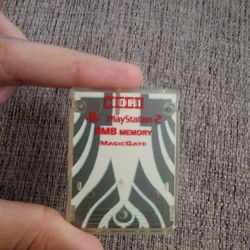 HORI
PlayStation 2
8MB MEMORY
MAGICGATE